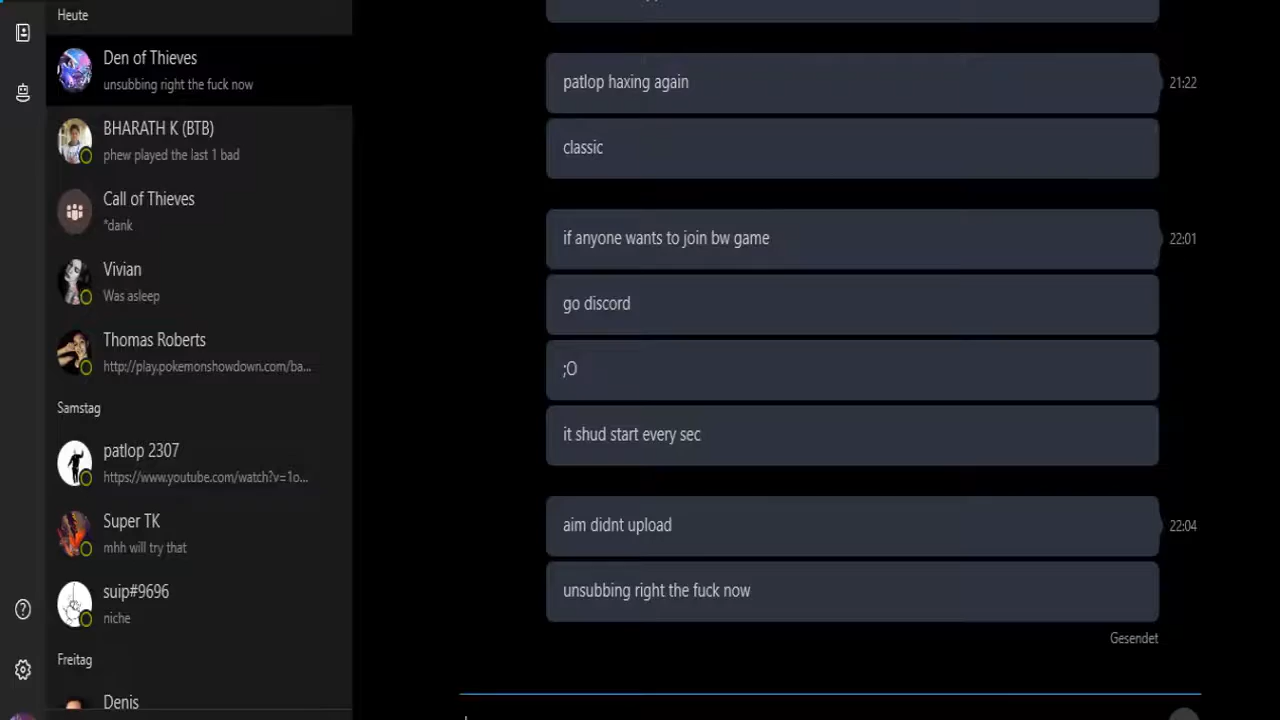 Heute
Den of Thieves
unsubbing right the fuck now
BHARATH K (BTB)
phew played the last 1 bad
Call of Thieves
*dank
Vivian
Was asleep
Thomas Roberts
http://play.pokemonshowdown.com/ba...
Samstag
patlop 2307
https://www.youtube.com/watch?v=1o...
Super TK
mhh will try that
suip#9696
niche
Freitag
Denis
patlop haxing again
21:22
classic
if anyone wants to join bw game
22:01
go discord
;O
it shud start every sec
aim didnt upload
22:04
unsubbing right the fuck now
Gesendet